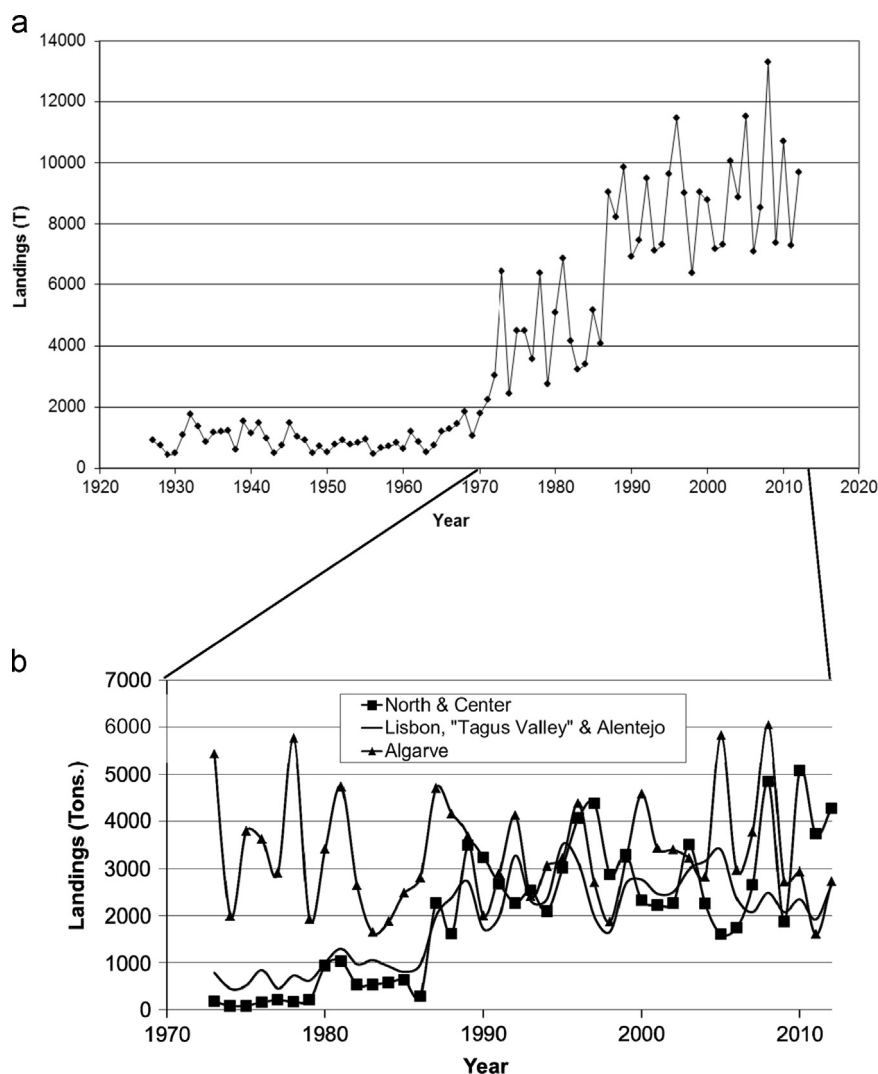 a
14000
12000
10000
8000
6000
4000
2000
0
Landings (T)
1920 1930 1940 1950 1960 1970 1980 1990 2000 2010 2020
Year
b
7000
6000
5000
4000
3000
2000
1000
0
Landings (Tons.)
North & Center
Lisbon, "Tagus Valley" & Alentejo
Algarve
1970 1980 1990 2000 2010
Year